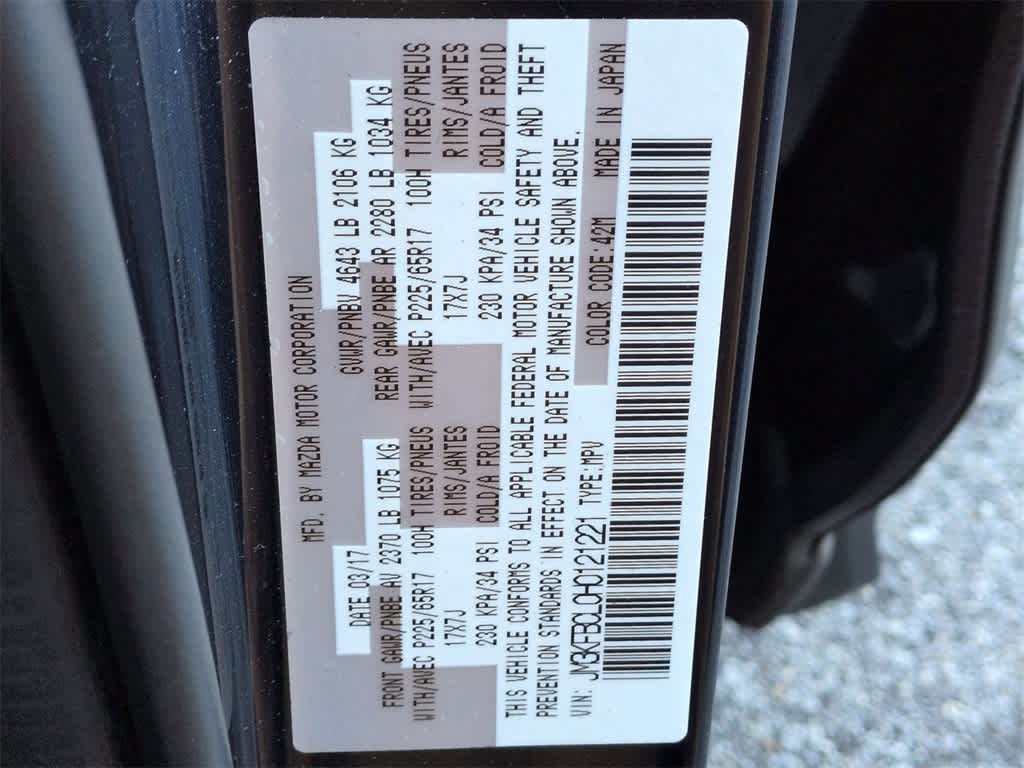 MFD. BY MAZDA MOTOR CORPORATION
DATE 03/17 GVWR/PNBV 4643 LB 2106 KG
FRONT GAWR/PNBE AV 2370 LB 1075 KG REAR GAWR/PNBE AR 2280 LB 1034 KG
WITH/AVEC P225/65R17 100H TIRES/PNEUS WITH/AVEC P225/65R17 100H TIRES/PNEUS
17X7J RIMS/JANTES 17X7J RIMS/JANTES
230 KPA/34 PSI COLD/A FROID 230 KPA/34 PSI COLD/A FROID
THIS VEHICLE CONFORMS TO ALL APPLICABLE FEDERAL MOTOR VEHICLE SAFETY AND THEFT
PREVENTION STANDARDS IN EFFECT ON THE DATE OF MANUFACTURE SHOWN ABOVE.
VIN: JM3KFBCL0H0121221 TYPE:MPV COLOR CODE:42M MADE IN JAPAN